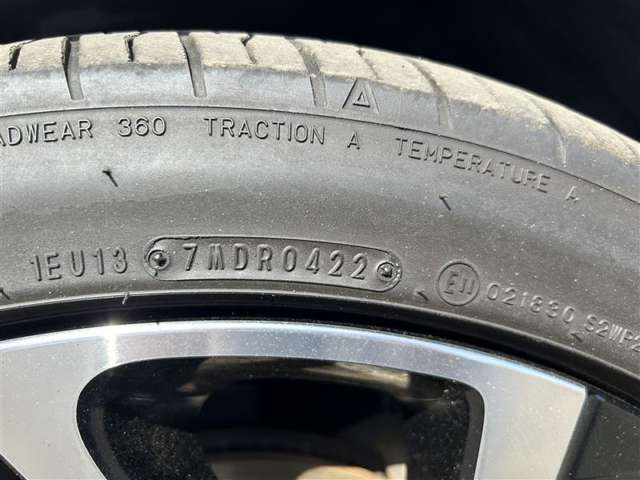 ADWEAR 360 TRACTION A TEMPERATURE A
1EU13 7MDR0422 E11 021830 S2WR2